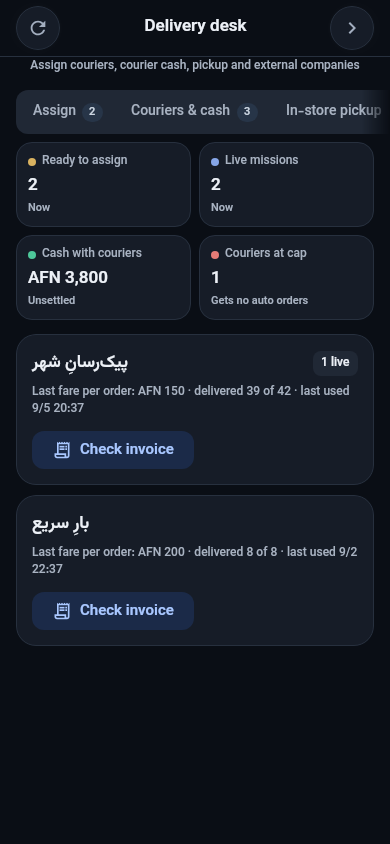 Delivery desk
Assign couriers, courier cash, pickup and external companies
Assign 2 Couriers & cash 3 In-store pickup
Ready to assign
2
Now
Live missions
2
Now
Cash with couriers
AFN 3,800
Unsettled
Couriers at cap
1
Gets no auto orders
پیک‌رسانِ شهر
1 live
Last fare per order: AFN 150 · delivered 39 of 42 · last used
9/5 20:37
Check invoice
بارِ سریع
Last fare per order: AFN 200 · delivered 8 of 8 · last used 9/2
22:37
Check invoice